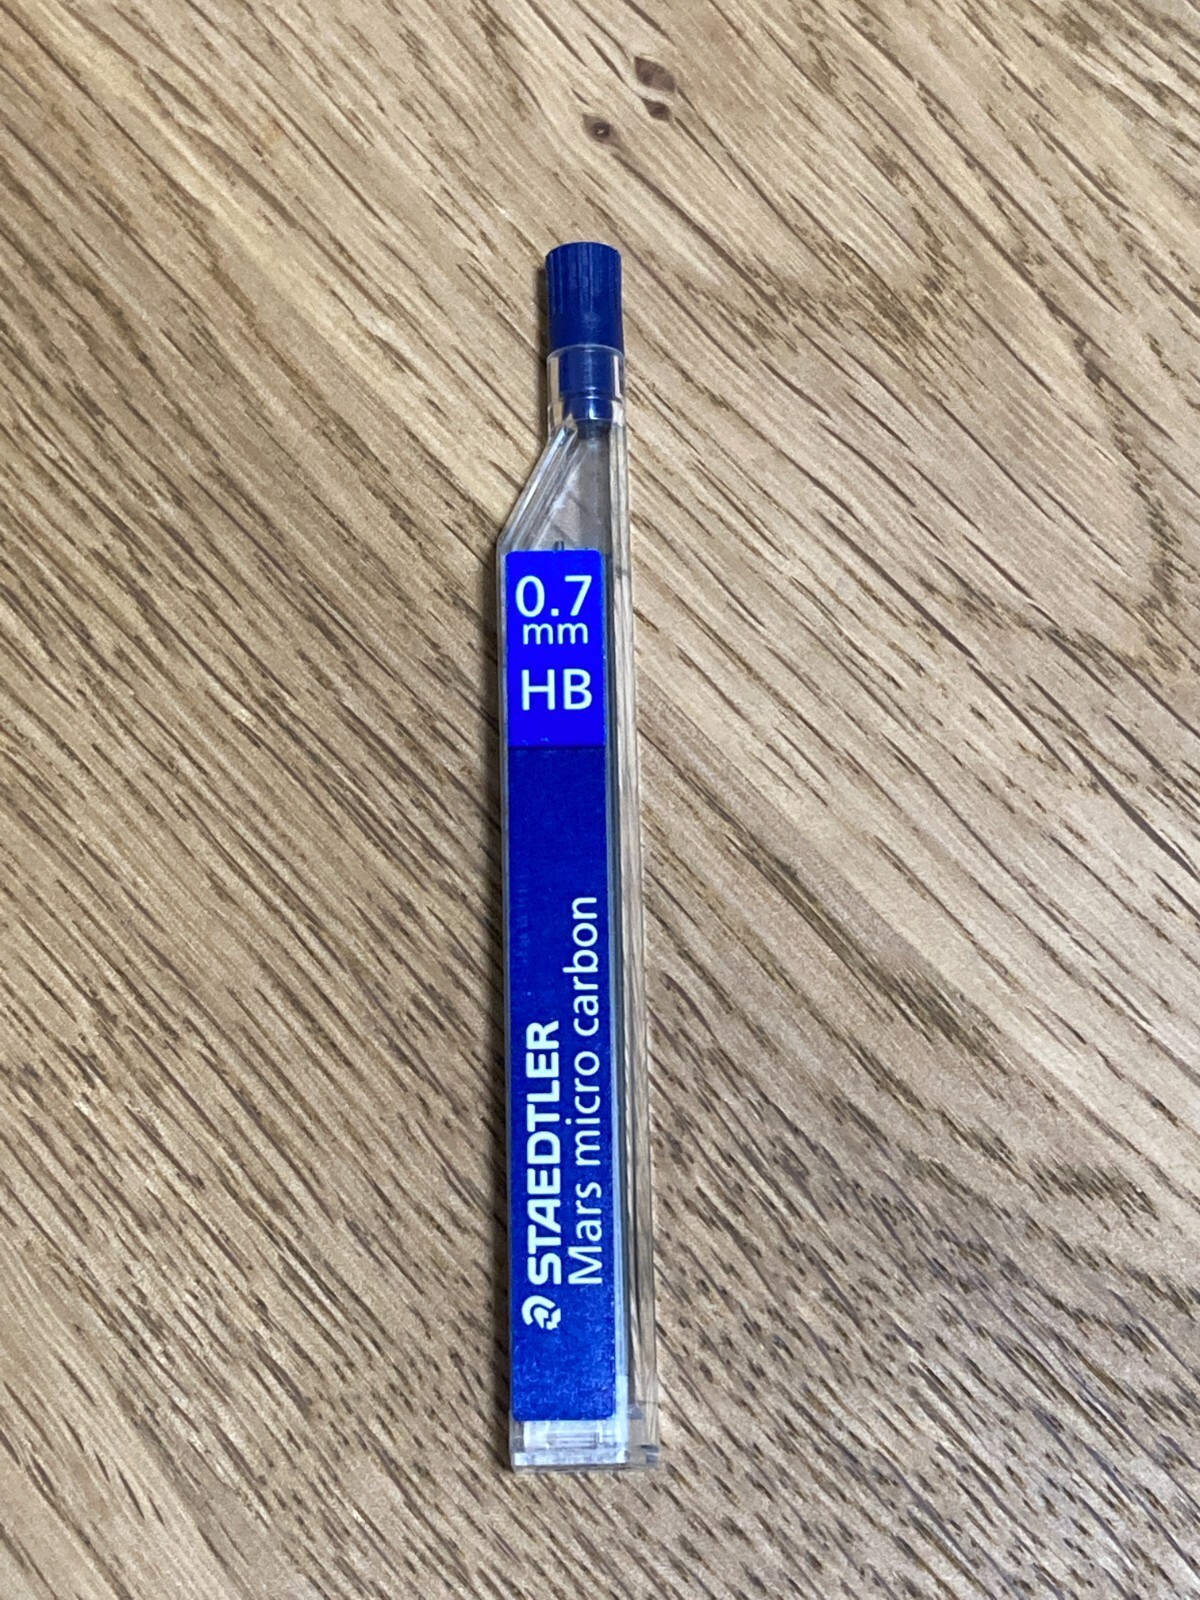 0.7
mm
HB
STAEDTLER
Mars micro carbon